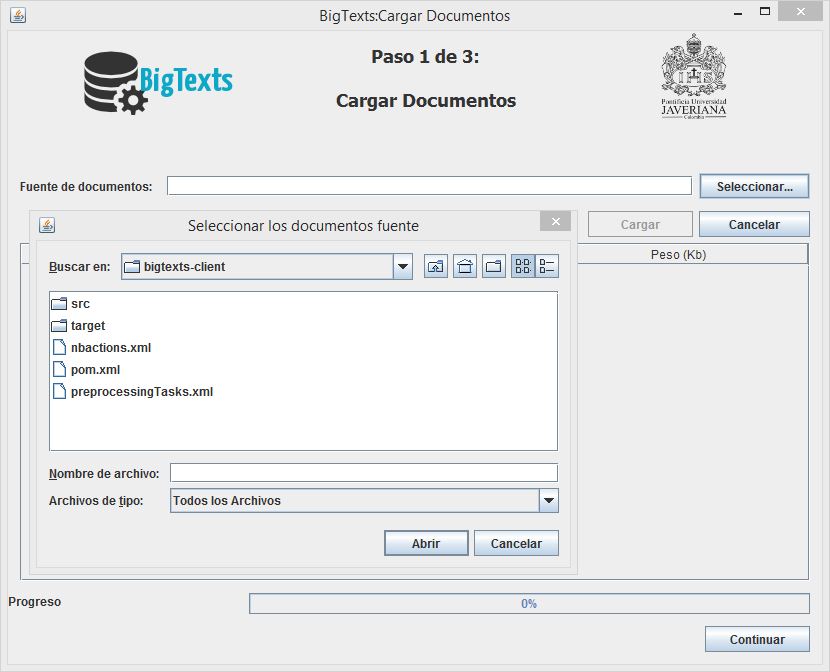 BigTexts:Cargar Documentos
BigTexts
Paso 1 de 3:
Cargar Documentos
Pontificia Universidad
JAVERIANA
Colombia
Fuente de documentos:
Seleccionar...
Cargar
Cancelar
Peso (Kb)
Seleccionar los documentos fuente
Buscar en:
bigtexts-client
src
target
nbactions.xml
pom.xml
preprocessingTasks.xml
Nombre de archivo:
Archivos de tipo:
Todos los Archivos
Abrir
Cancelar
Progreso
0%
Continuar